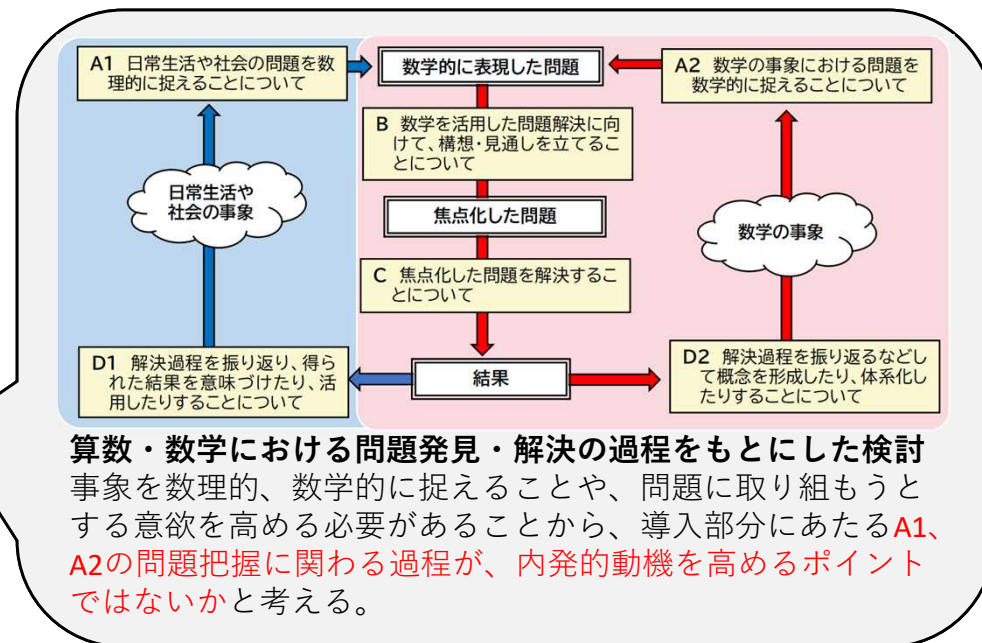 A1 日常生活や社会の問題を数
理的に捉えることについて
数学的に表現した問題
A2 数学の事象における問題を
数学的に捉えることについて
B 数学を活用した問題解決に向
けて、構想・見通しを立てるこ
とについて
日常生活や
社会の事象
焦点化した問題
数学の事象
C 焦点化した問題を解決するこ
とについて
D1 解決過程を振り返り、得ら
れた結果を意味づけたり、活
用したりすることについて
結果
D2 解決過程を振り返るなどし
て概念を形成したり、体系化し
たりすることについて
算数・数学における問題発見・解決の過程をもとにした検討
事象を数理的、数学的に捉えることや、問題に取り組もうと
する意欲を高める必要があることから、導入部分にあたるA1、
A2の問題把握に関わる過程が、内発的動機を高めるポイント
ではないかと考える。